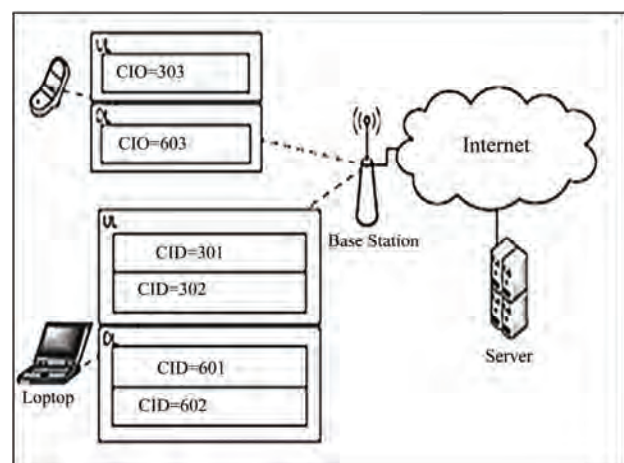 UL
CIO=303
DL
CIO=603
Internet
Base Station
UL
CID=301
CID=302
DL
CID=601
CID=602
Loptop
Server